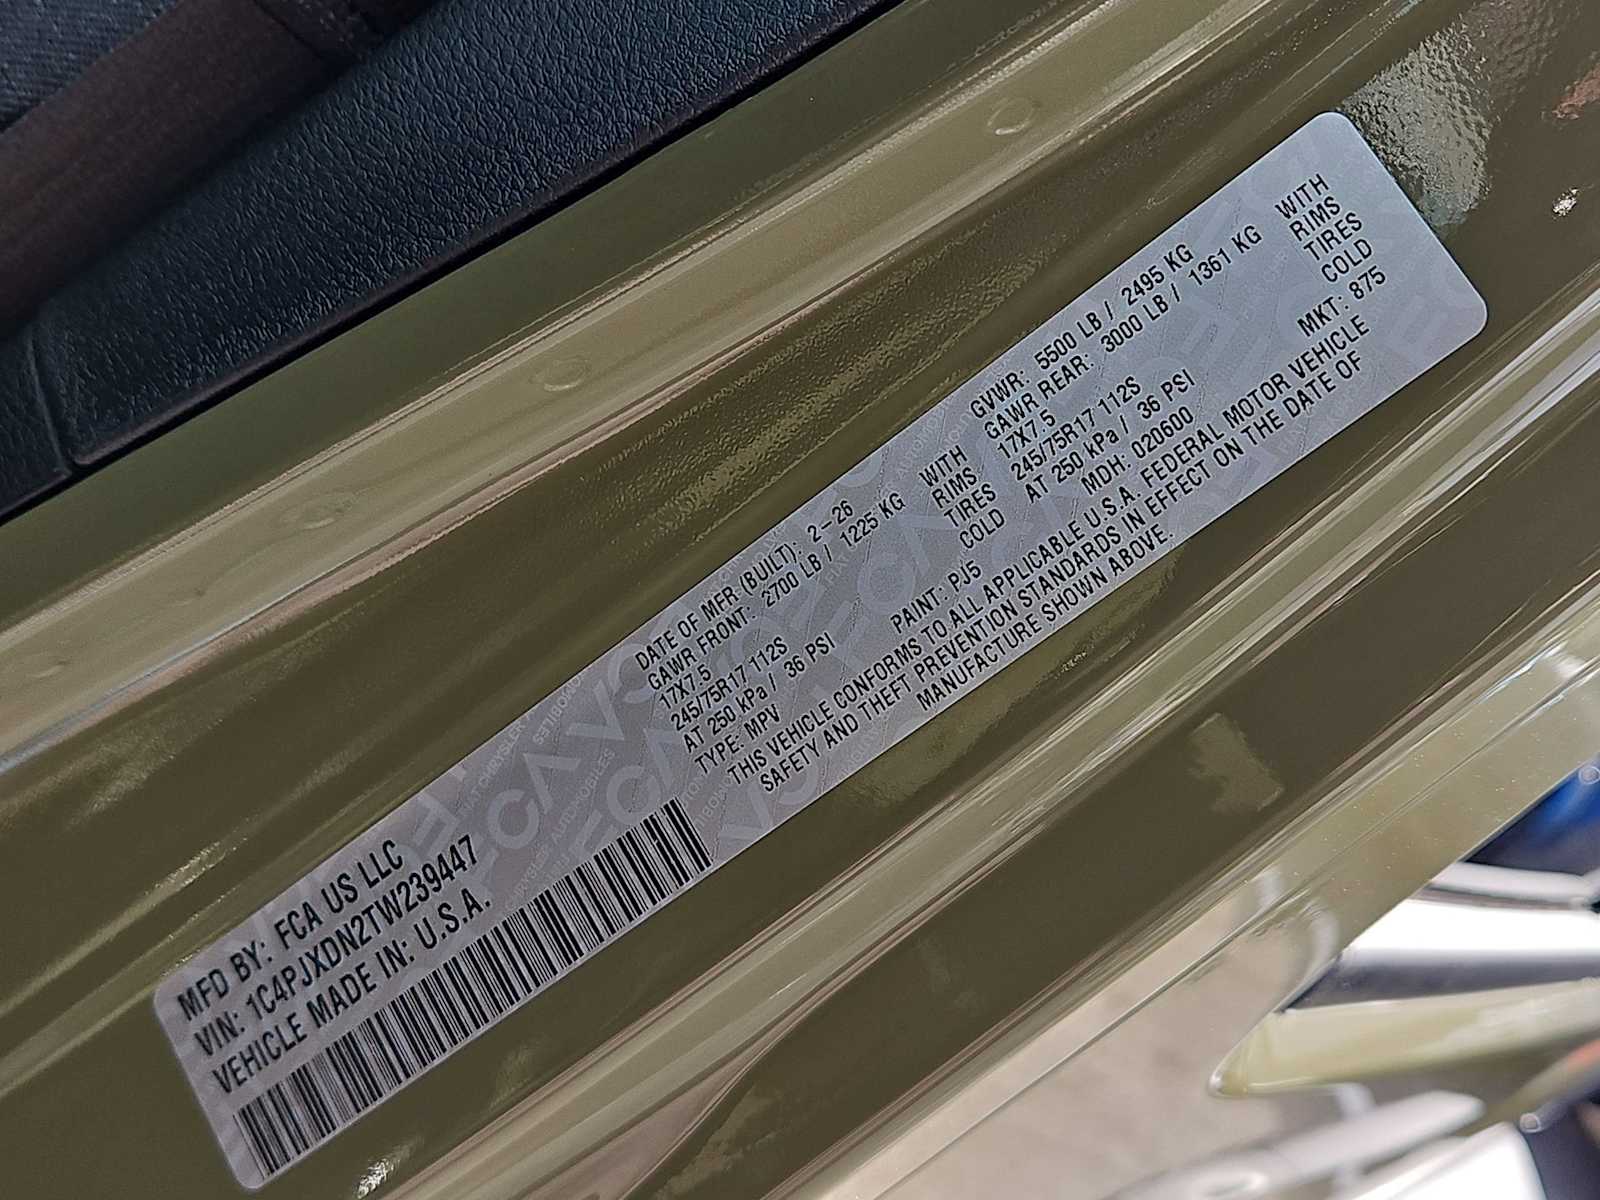 MFD BY: FCA US LLC
VIN: 1C4PJXDN2TW239447
VEHICLE MADE IN: U.S.A.
DATE OF MFR (BUILT): 2-26 GVWR: 5500 LB / 2495 KG
GAWR FRONT: 2700 LB / 1225 KG WITH GAWR REAR: 3000 LB / 1361 KG WITH
17X7.5 RIMS 17X7.5 RIMS
245/75R17 112S TIRES 245/75R17 112S TIRES
AT 250 kPa / 36 PSI COLD AT 250 kPa / 36 PSI COLD
TYPE: MPV PAINT: PJ5 MDH: 020600 MKT: 875
THIS VEHICLE CONFORMS TO ALL APPLICABLE U.S.A. FEDERAL MOTOR VEHICLE
SAFETY AND THEFT PREVENTION STANDARDS IN EFFECT ON THE DATE OF
MANUFACTURE SHOWN ABOVE.